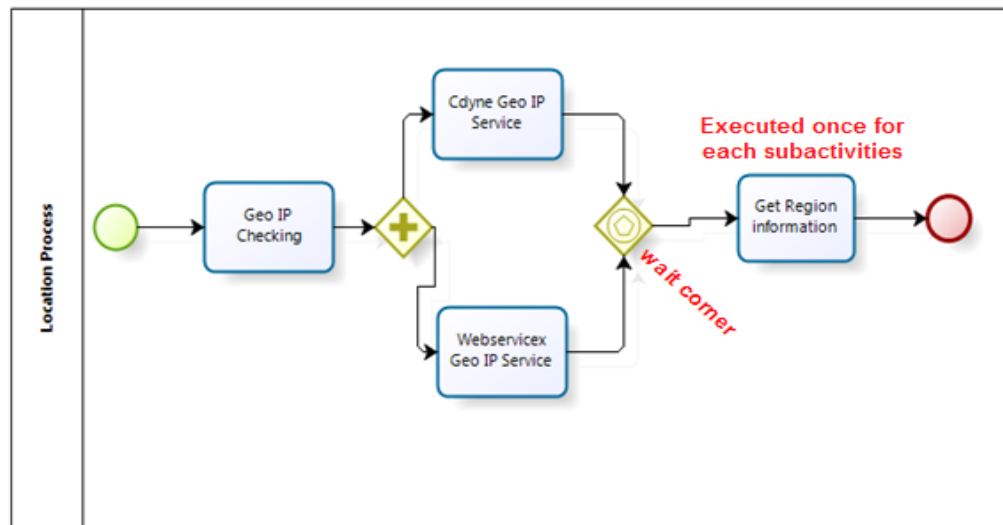 Location Process
Geo IP
Checking
Cdyne Geo IP
Service
Webservicex
Geo IP Service
wait corner
Executed once for
each subactivities
Get Region
information